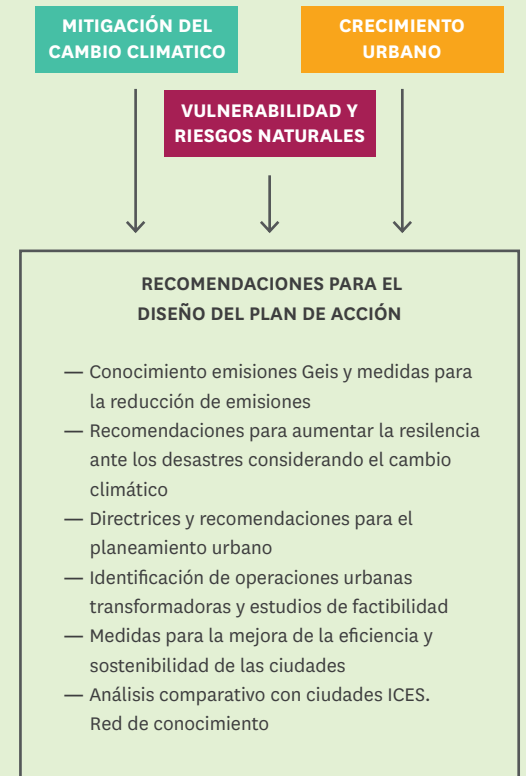 MITIGACIÓN DEL
CAMBIO CLIMATICO
CRECIMIENTO
URBANO
VULNERABILIDAD Y
RIESGOS NATURALES
RECOMENDACIONES PARA EL
DISEÑO DEL PLAN DE ACCIÓN
— Conocimiento emisiones Geis y medidas para
la reducción de emisiones
— Recomendaciones para aumentar la resilencia
ante los desastres considerando el cambio
climático
— Directrices y recomendaciones para el
planeamiento urbano
— Identificación de operaciones urbanas
transformadoras y estudios de factibilidad
— Medidas para la mejora de la eficiencia y
sostenibilidad de las ciudades
— Análisis comparativo con ciudades ICES.
Red de conocimiento